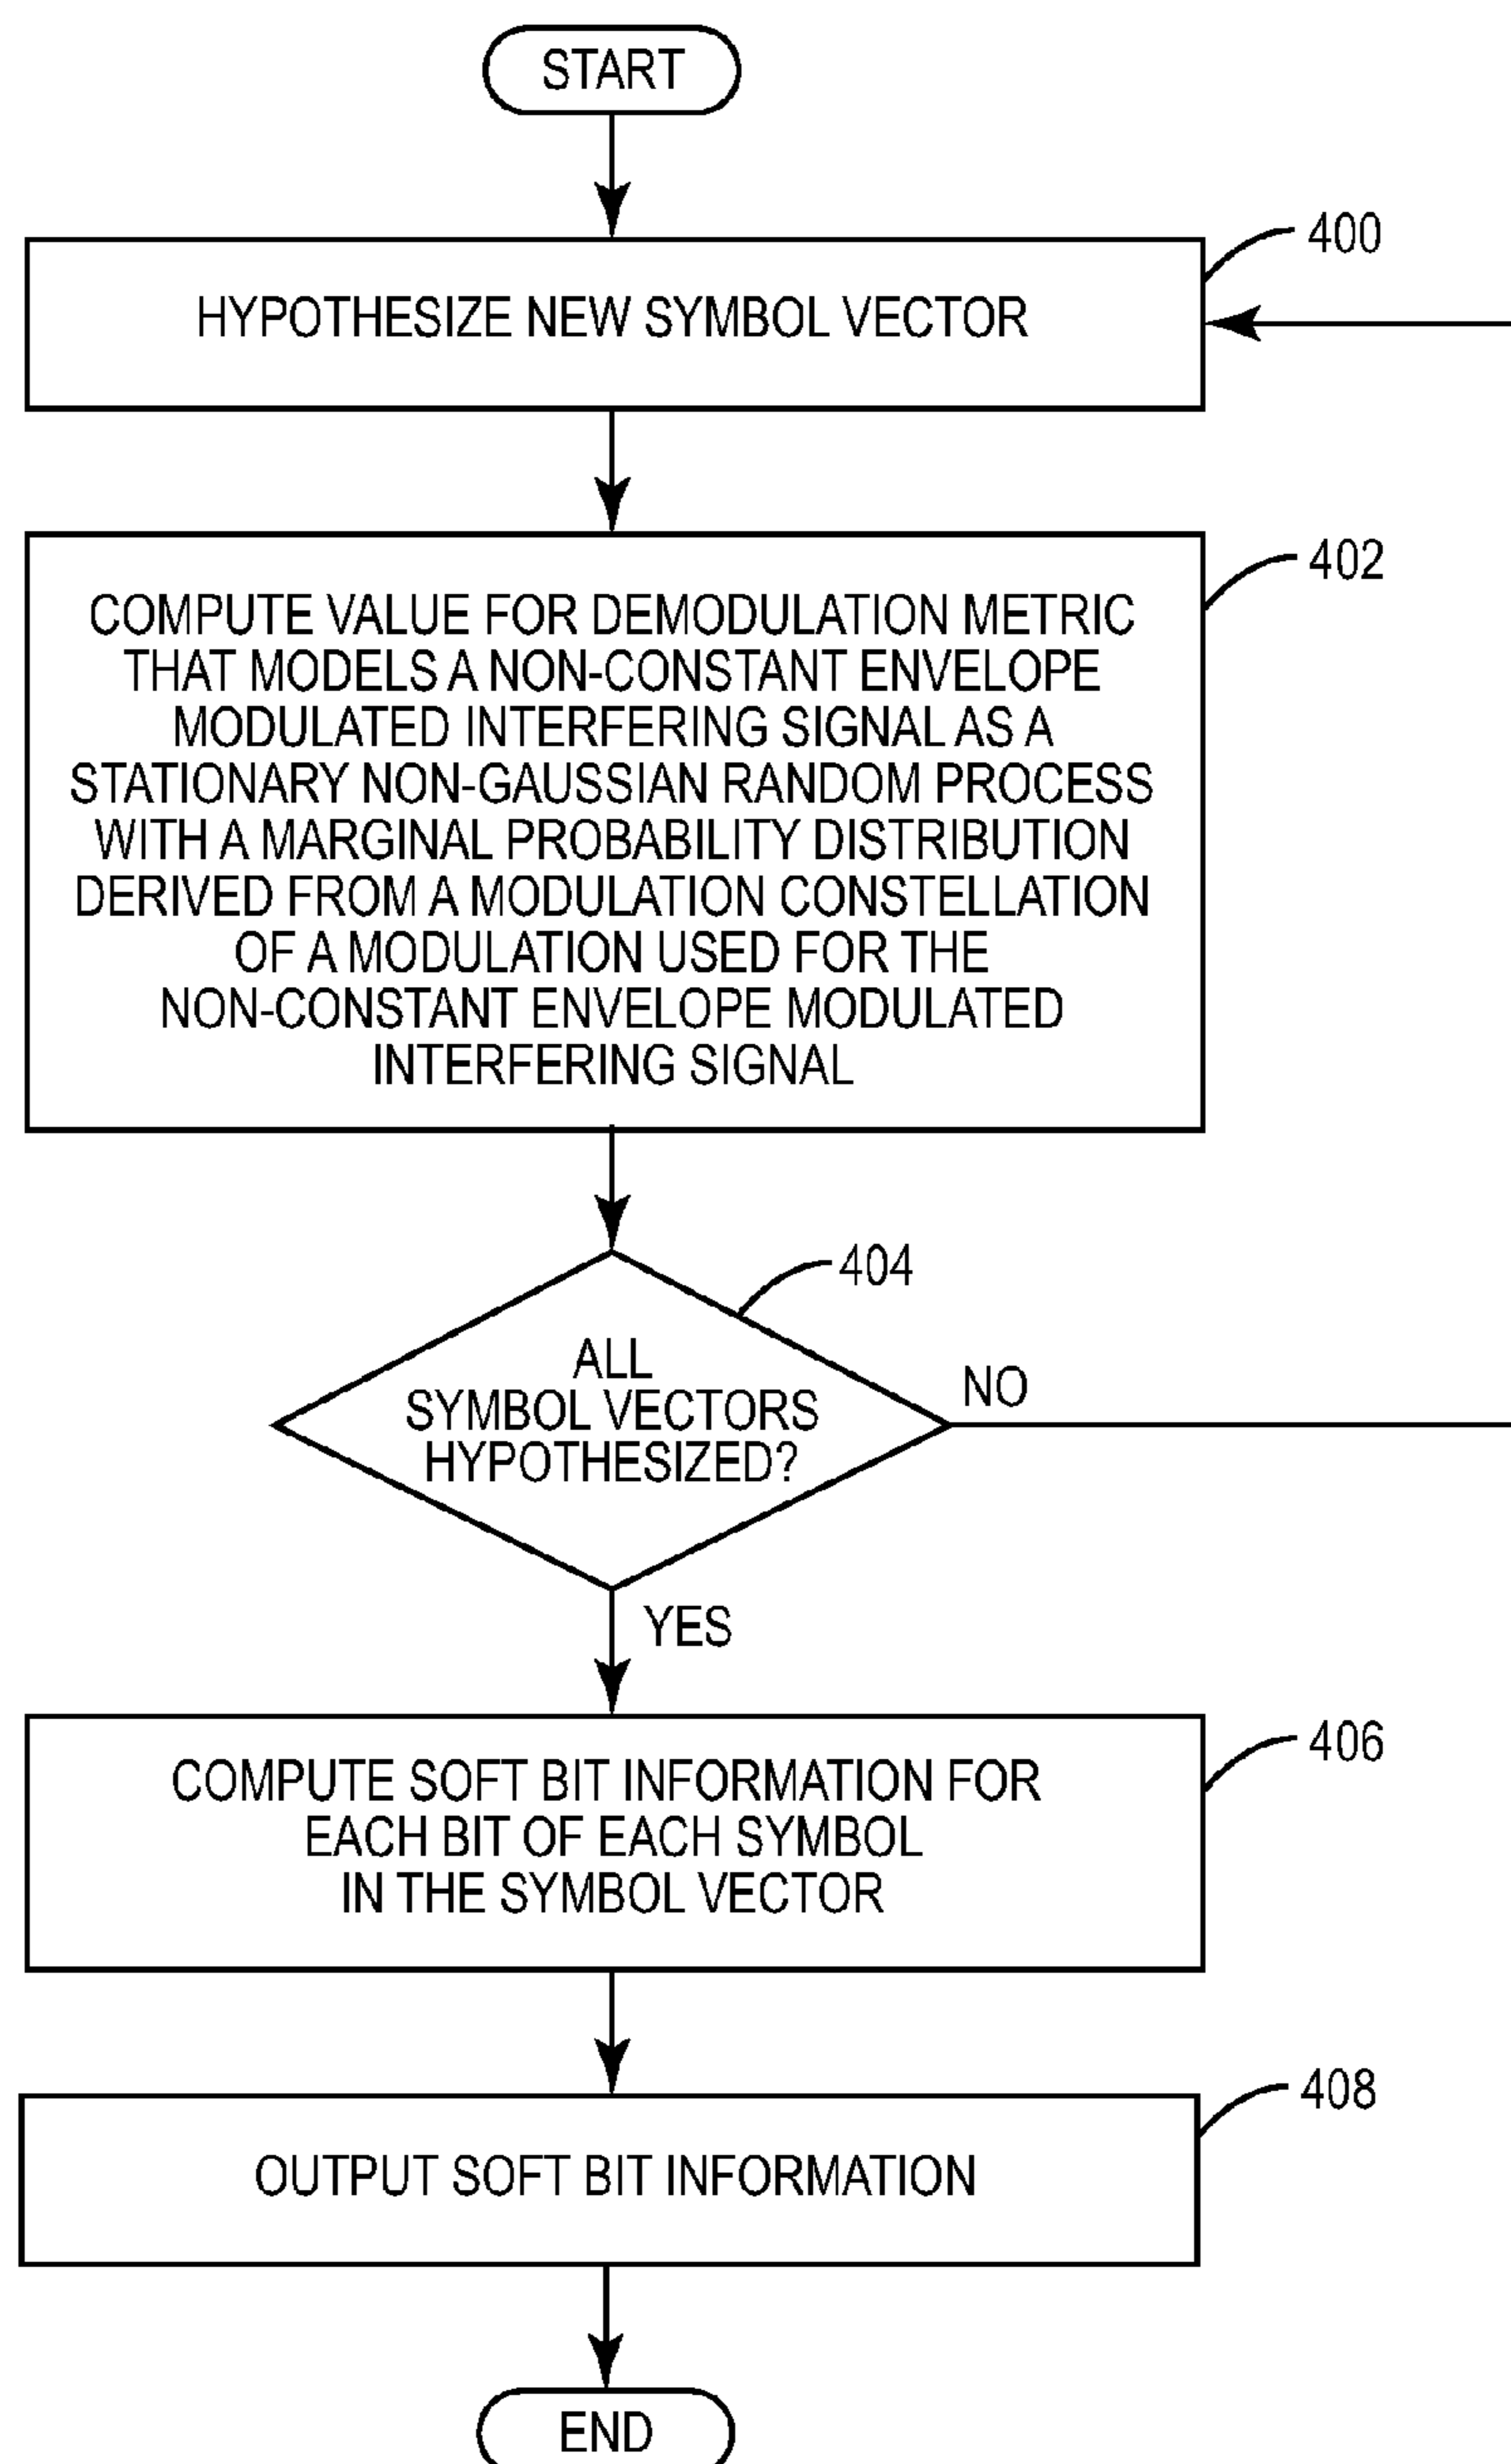 START
400
HYPOTHESIZE NEW SYMBOL VECTOR
402
COMPUTE VALUE FOR DEMODULATION METRIC
THAT MODELS A NON-CONSTANT ENVELOPE
MODULATED INTERFERING SIGNAL AS A
STATIONARY NON-GAUSSIAN RANDOM PROCESS
WITH A MARGINAL PROBABILITY DISTRIBUTION
DERIVED FROM A MODULATION CONSTELLATION
OF A MODULATION USED FOR THE
NON-CONSTANT ENVELOPE MODULATED
INTERFERING SIGNAL
404
ALL
SYMBOL VECTORS
HYPOTHESIZED?
NO
YES
406
COMPUTE SOFT BIT INFORMATION FOR
EACH BIT OF EACH SYMBOL
IN THE SYMBOL VECTOR
408
OUTPUT SOFT BIT INFORMATION
END